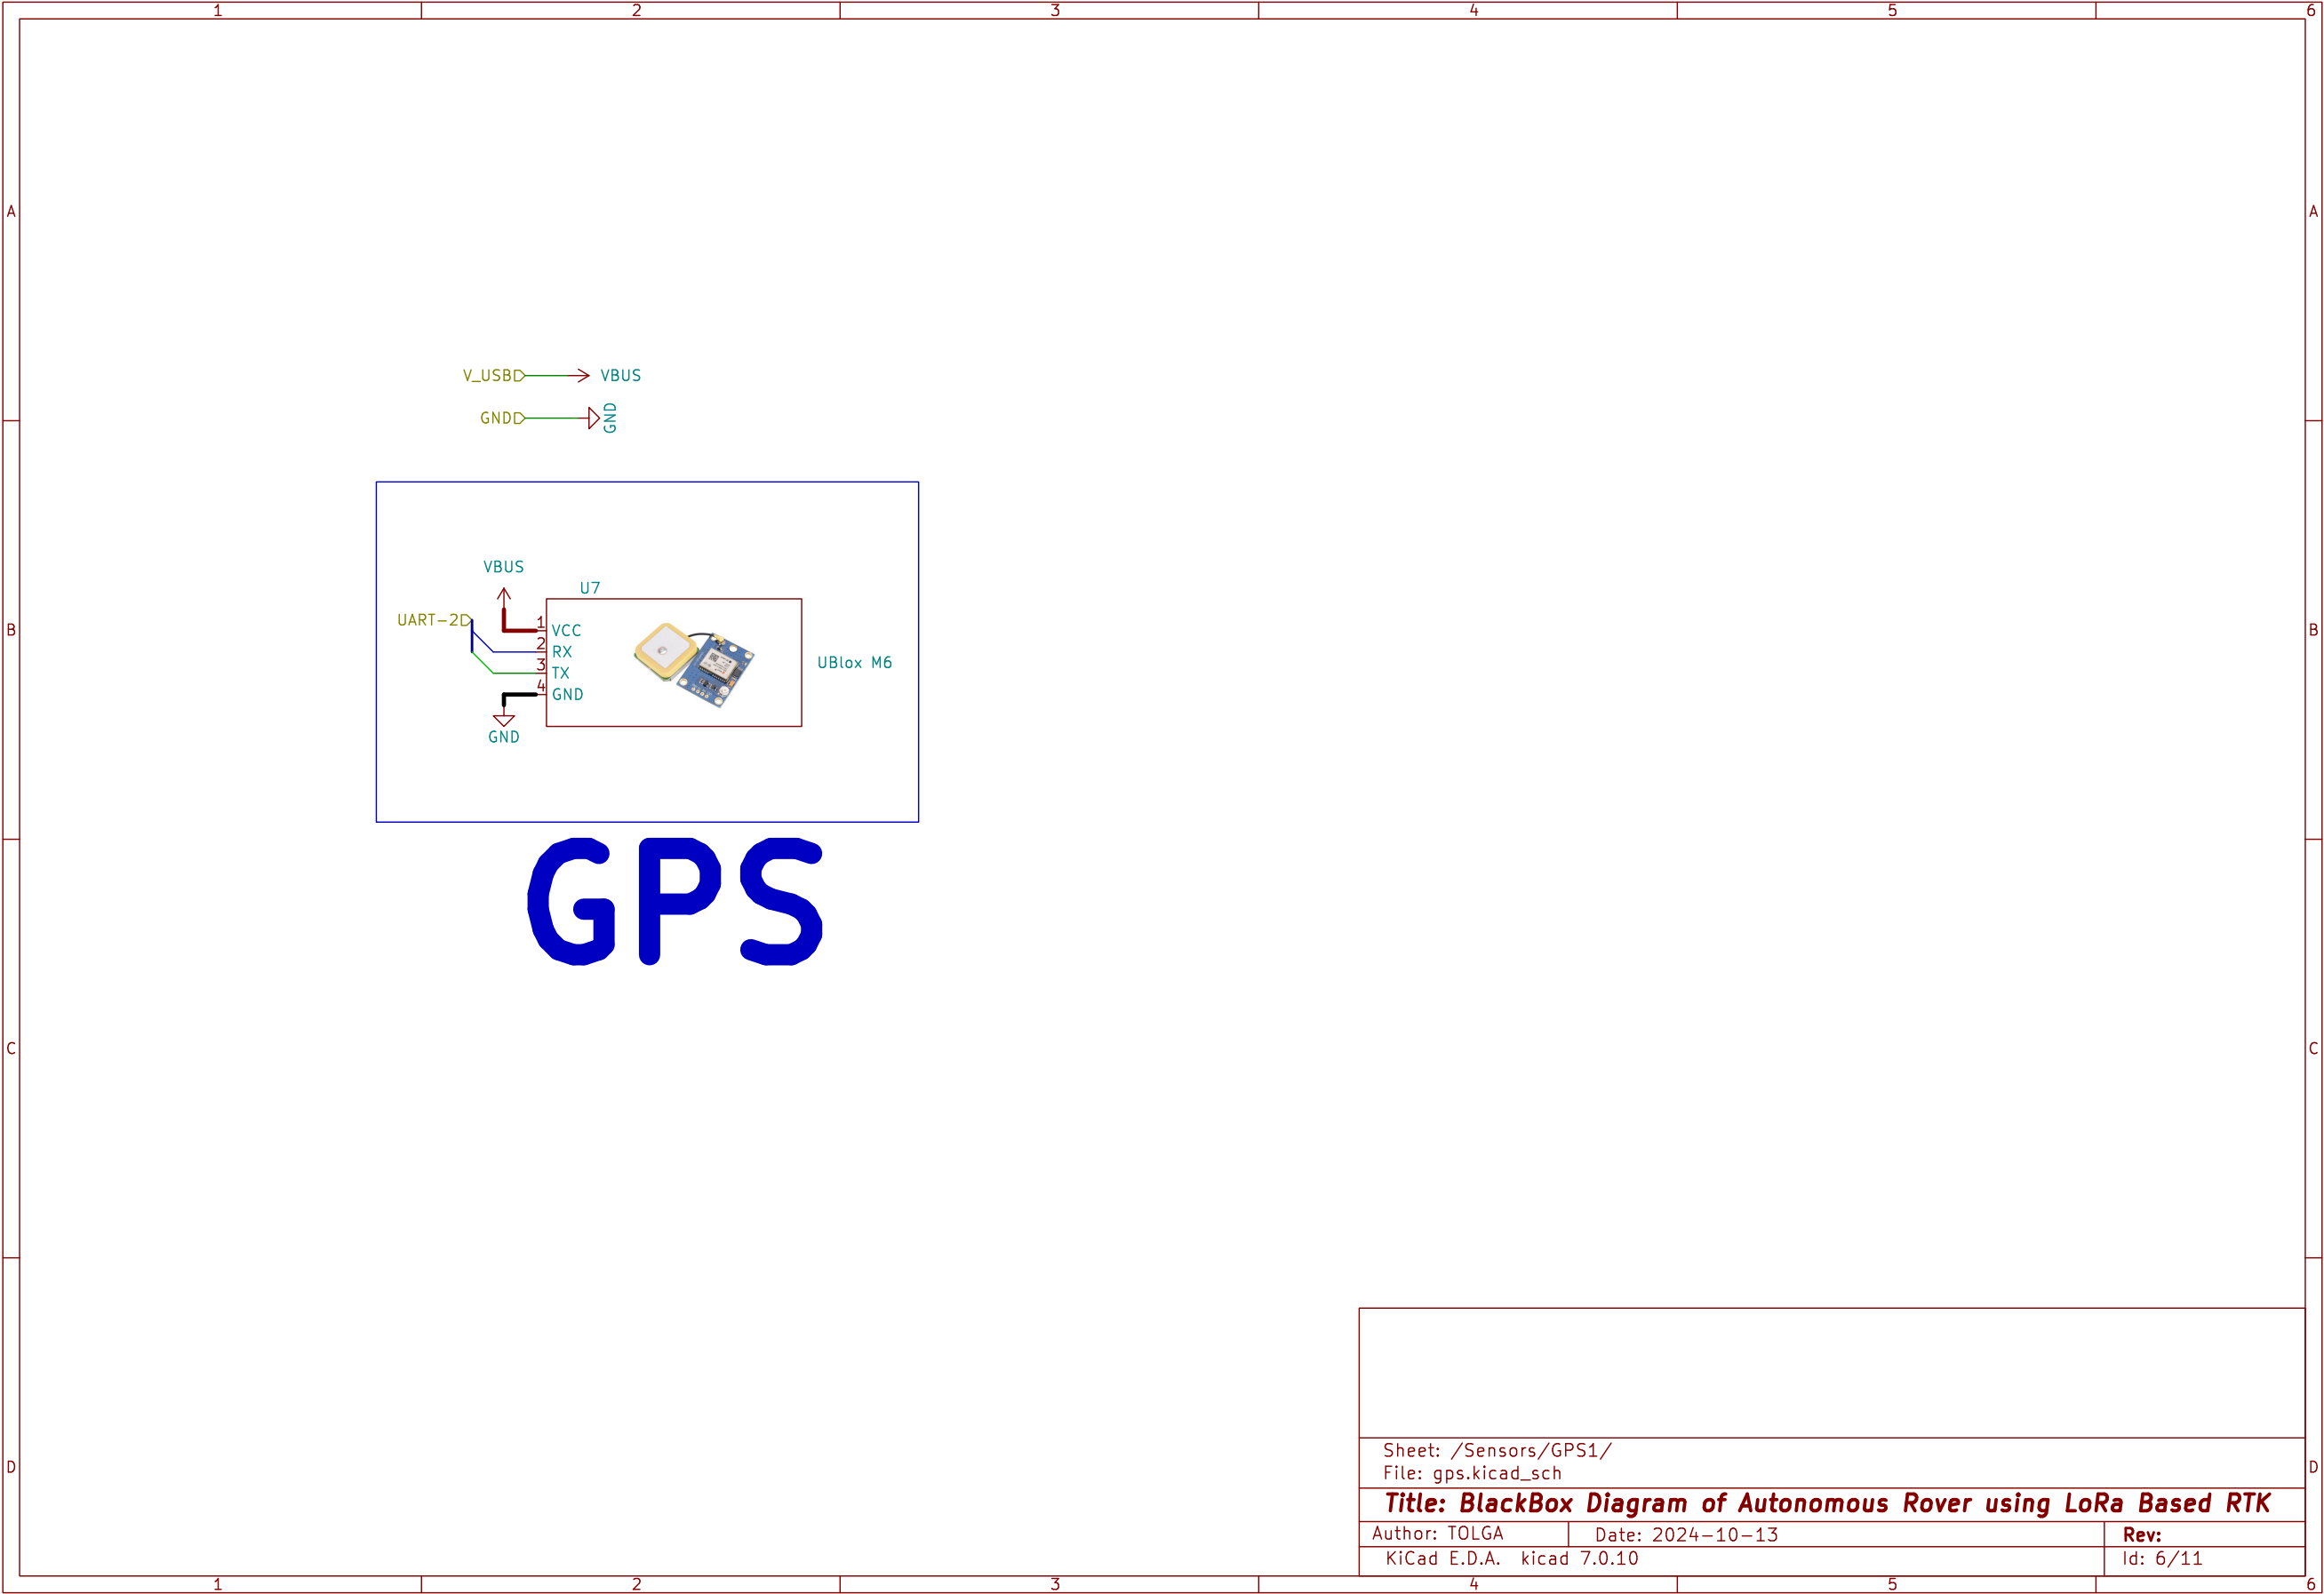 1 2 3 4 5 6
A A
V_USB VBUS
GND GND
VBUS
U7
UART-2
B B
1 VCC
2 RX
3 TX
4 GND
UBlox M6
GND
GPS
C C
D D
Sheet: /Sensors/GPS1/
File: gps.kicad_sch
Title: BlackBox Diagram of Autonomous Rover using LoRa Based RTK
Author: TOLGA Date: 2024-10-13 Rev:
KiCad E.D.A. kicad 7.0.10 Id: 6/11
1 2 3 4 5 6